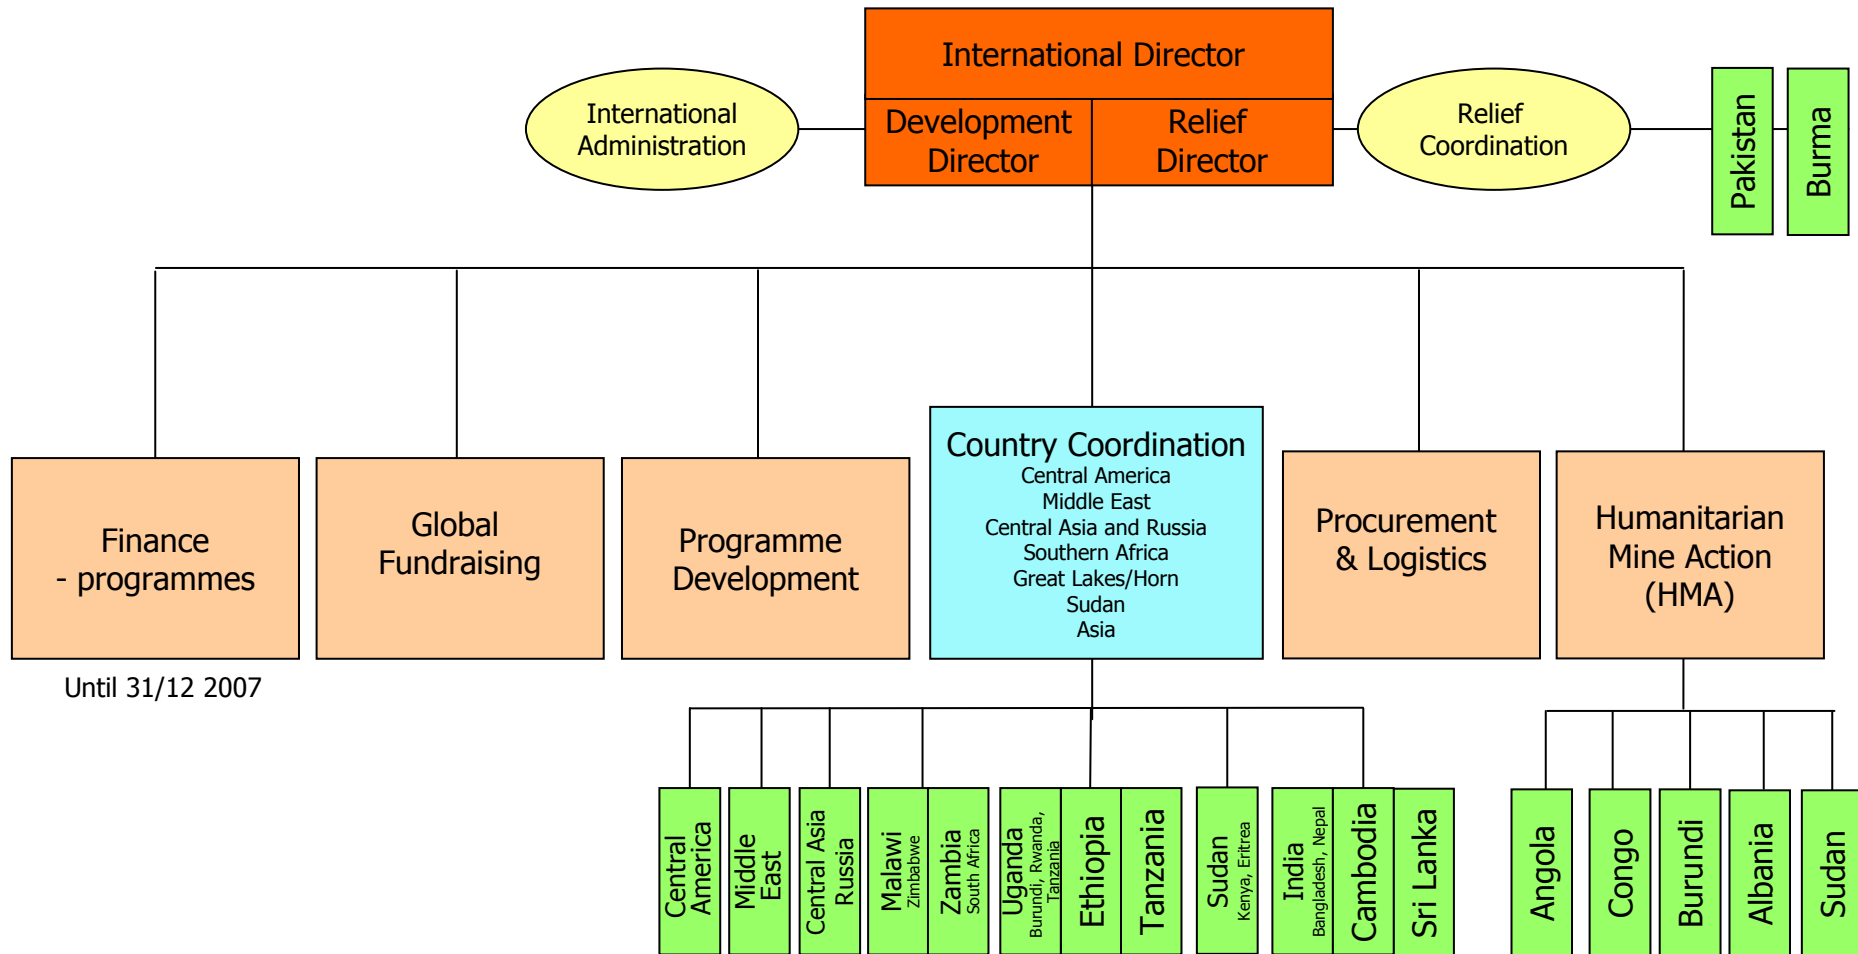 International Director
International
Administration
Development
Director
Relief
Director
Relief
Coordination
Pakistan
Burma
Finance
- programmes
Until 31/12 2007
Global
Fundraising
Programme
Development
Country Coordination
Central America
Middle East
Central Asia and Russia
Southern Africa
Great Lakes/Horn
Sudan
Asia
Procurement
& Logistics
Humanitarian
Mine Action
(HMA)
Central
America
Middle
East
Central Asia
Russia
Malawi
Zimbabwe
Zambia
South Africa
Uganda
Burundi, Rwanda,
Tanzania
Ethiopia
Tanzania
Sudan
Kenya, Eritrea
India
Bangladesh, Nepal
Cambodia
Sri Lanka
Angola
Congo
Burundi
Albania
Sudan